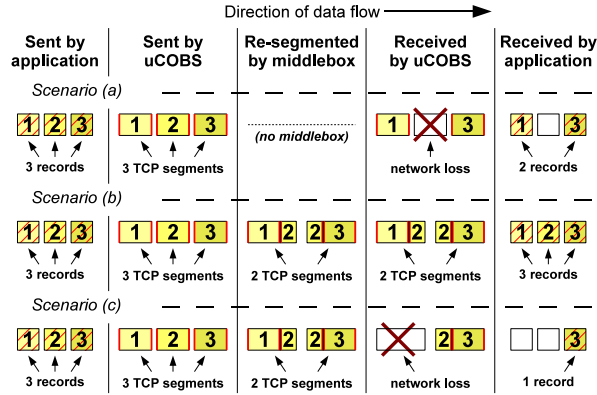 Direction of data flow
Sent by application
Sent by uCOBS
Re-segmented by middlebox
Received by uCOBS
Received by application
Scenario (a)
1 2 3
1 2 3
(no middlebox)
1 3
1 3
3 records
3 TCP segments
network loss
2 records
Scenario (b)
1 2 3
1 2 3
1 2 2 3
1 2 2 3
1 2 3
3 records
3 TCP segments
2 TCP segments
2 TCP segments
3 records
Scenario (c)
1 2 3
1 2 3
1 2 2 3
2 3
3
3 records
3 TCP segments
2 TCP segments
network loss
1 record